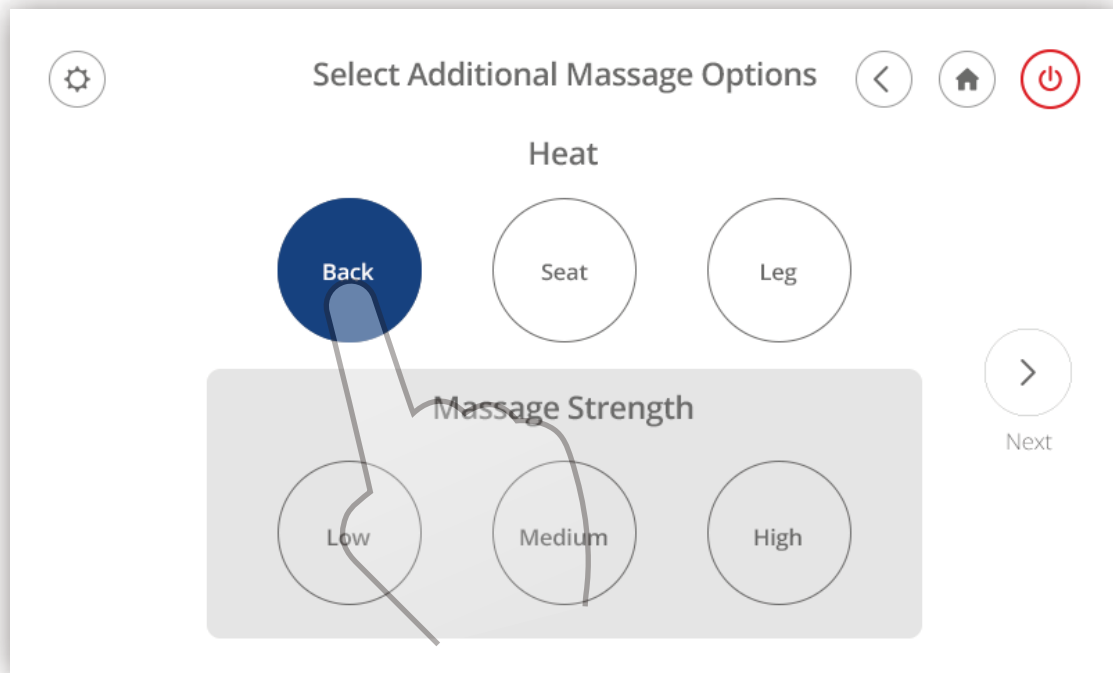 Select Additional Massage Options
Heat
Back
Seat
Leg
Massage Strength
Next
Low
Medium
High